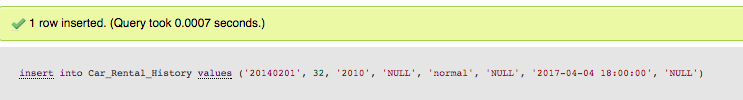 1 row inserted. (Query took 0.0007 seconds.)
insert into Car_Rental_History values ('20140201', 32, '2010', 'NULL', 'normal', 'NULL', '2017-04-04 18:00:00', 'NULL')